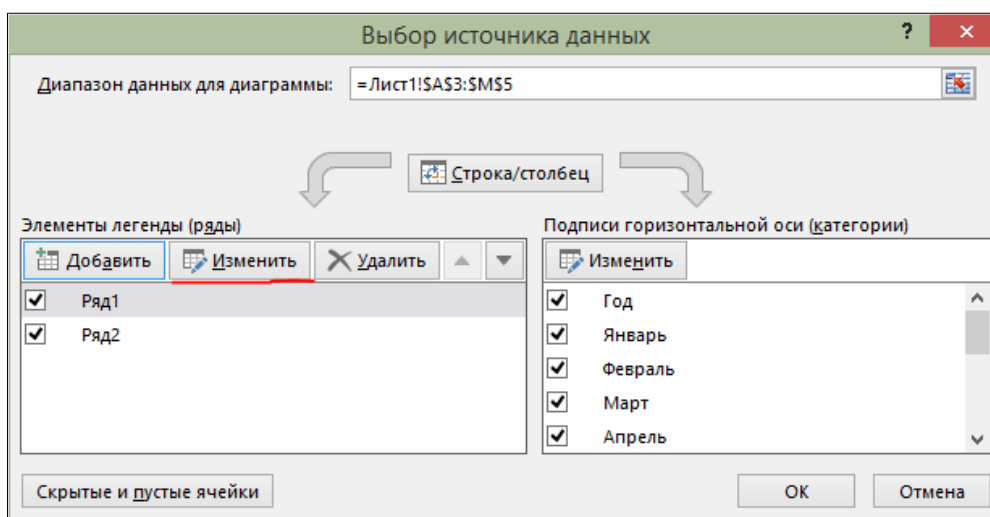 Выбор источника данных
?
Диапазон данных для диаграммы: =Лист1!$A$3:$M$5
Строка/столбец
Элементы легенды (ряды)
Добавить Изменить Удалить
Ряд1
Ряд2
Подписи горизонтальной оси (категории)
Изменить
Год
Январь
Февраль
Март
Апрель
Скрытые и пустые ячейки
ОК Отмена